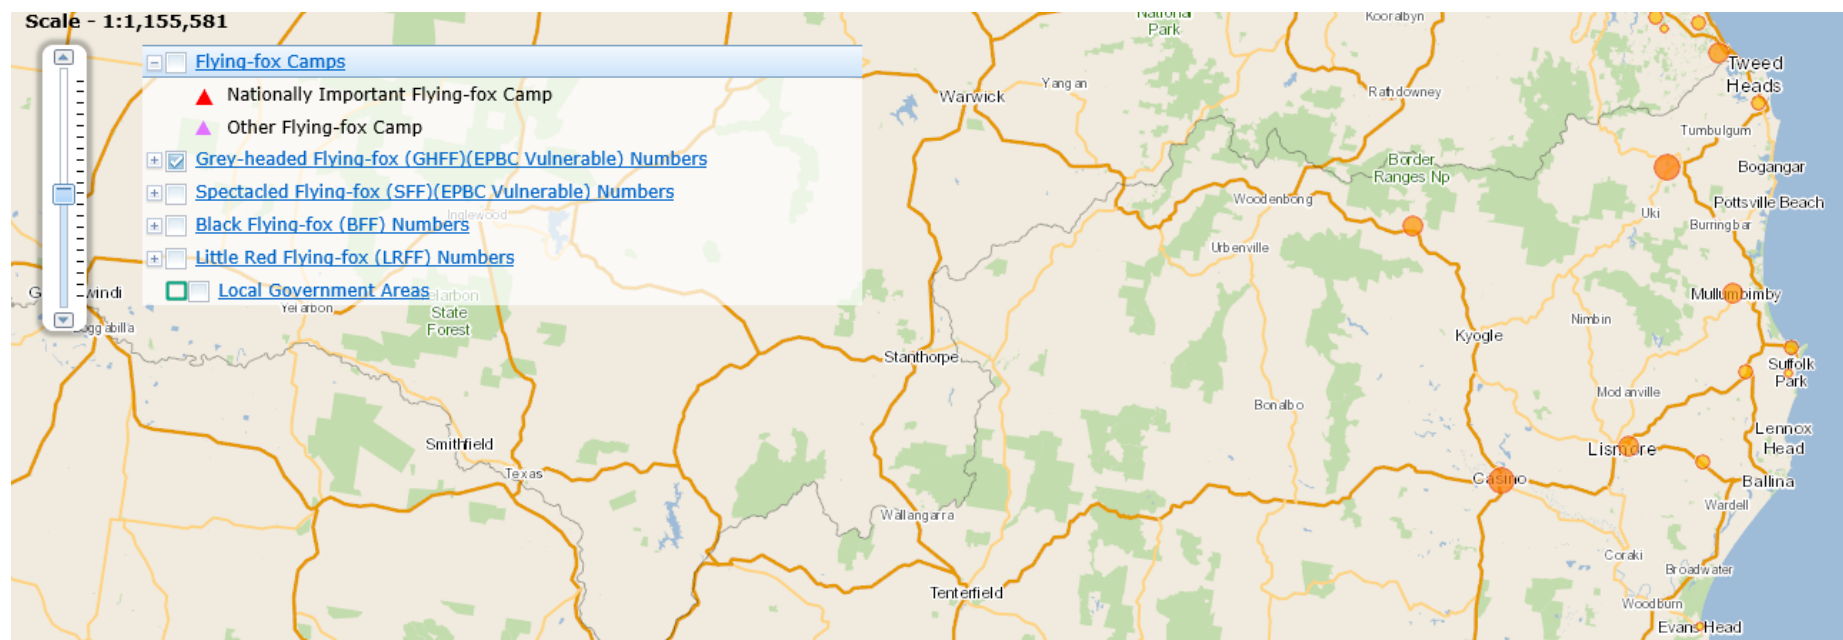 Scale - 1:1,155,581
Flying-fox Camps
Nationally Important Flying-fox Camp
Other Flying-fox Camp
Grey-headed Flying-fox (GHFF)(EPBC Vulnerable) Numbers
Spectacled Flying-fox (SFF)(EPBC Vulnerable) Numbers
Black Flying-fox (BFF) Numbers
Little Red Flying-fox (LRFF) Numbers
Local Government Areas
National
Park
Kooralbyn
Tweed
Heads
Yangan
Warwick
Rathdowney
Tumbulgum
Border
Ranges Np
Bogangar
Woodenbong
Pottsville Beach
Uki
Burringbar
Inglewood
Urbenville
Mullumbimby
Yelarbon
State
Forest
Nimbin
Kyogle
Stanthorpe
Suffolk
Park
Modanville
Bonalbo
Lennox
Head
Smithfield
Lismore
Texas
Casino
Ballina
Wardell
Wallangarra
Coraki
Broadwater
Tenterfield
Woodburn
Evans Head